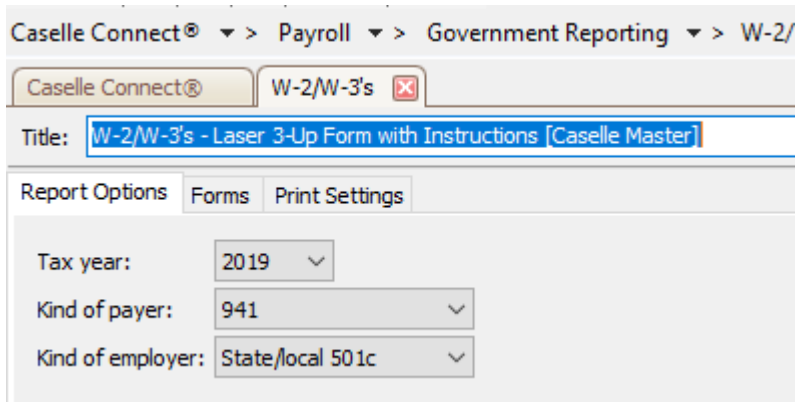 Caselle Connect® > Payroll > Government Reporting > W-2/
Caselle Connect® W-2/W-3's
Title: W-2/W-3's - Laser 3-Up Form with Instructions [Caselle Master]
Report Options Forms Print Settings
Tax year: 2019
Kind of payer: 941
Kind of employer: State/local 501c